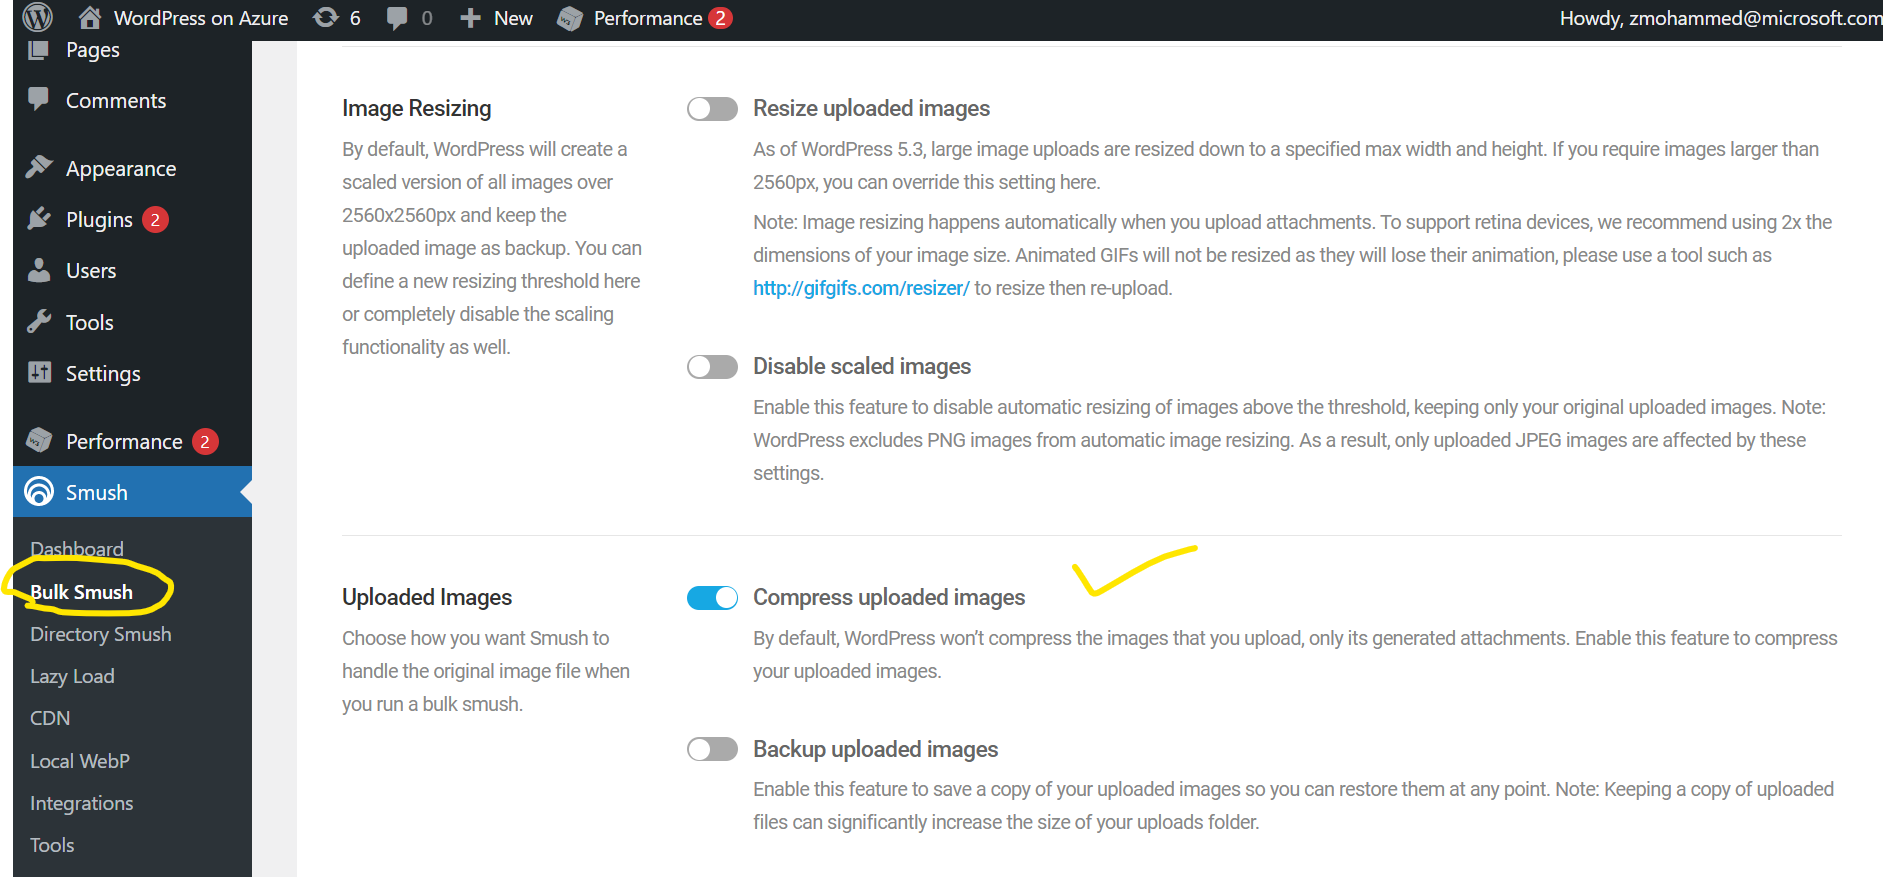 WordPress on Azure 6 0 New Performance 2 Howdy, zmohammed@microsoft.com
Pages
Comments
Appearance
Plugins 2
Users
Tools
Settings
Performance 2
Smush
Dashboard
Bulk Smush
Directory Smush
Lazy Load
CDN
Local WebP
Integrations
Tools
Image Resizing
By default, WordPress will create a
scaled version of all images over
2560x2560px and keep the
uploaded image as backup. You can
define a new resizing threshold here
or completely disable the scaling
functionality as well.
Resize uploaded images
As of WordPress 5.3, large image uploads are resized down to a specified max width and height. If you require images larger than
2560px, you can override this setting here.
Note: Image resizing happens automatically when you upload attachments. To support retina devices, we recommend using 2x the
dimensions of your image size. Animated GIFs will not be resized as they will lose their animation, please use a tool such as
http://gifgifs.com/resizer/ to resize then re-upload.
Disable scaled images
Enable this feature to disable automatic resizing of images above the threshold, keeping only your original uploaded images. Note:
WordPress excludes PNG images from automatic image resizing. As a result, only uploaded JPEG images are affected by these
settings.
Uploaded Images
Choose how you want Smush to
handle the original image file when
you run a bulk smush.
Compress uploaded images
By default, WordPress won't compress the images that you upload, only its generated attachments. Enable this feature to compress
your uploaded images.
Backup uploaded images
Enable this feature to save a copy of your uploaded images so you can restore them at any point. Note: Keeping a copy of uploaded
files can significantly increase the size of your uploads folder.